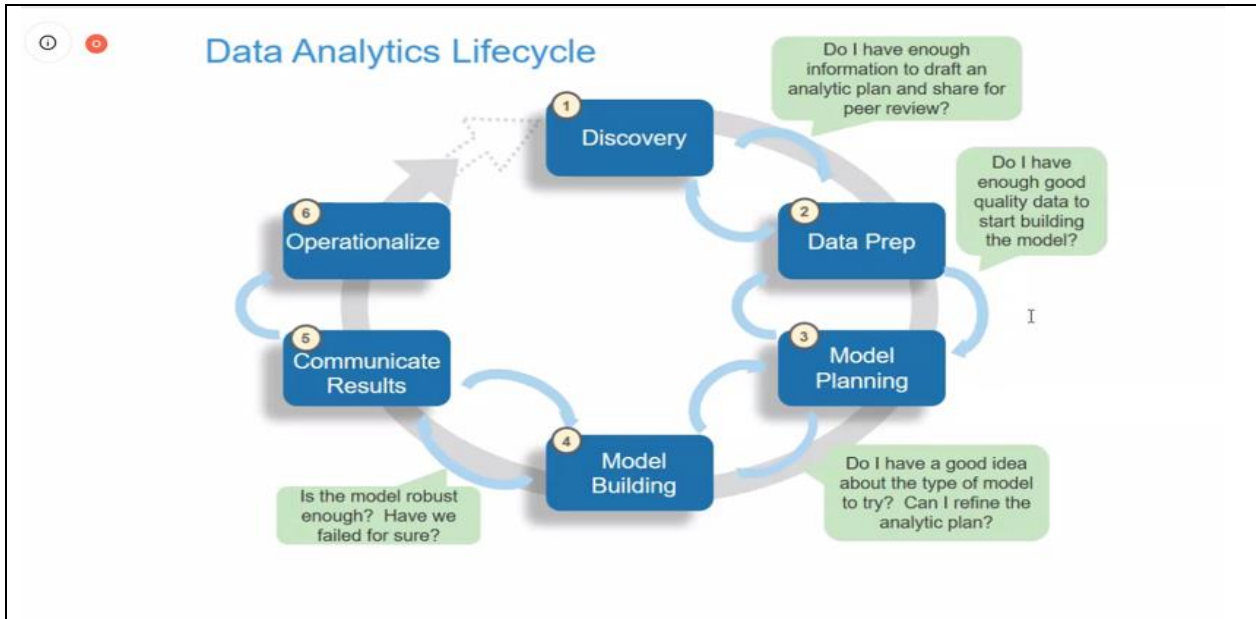 Data Analytics Lifecycle
Do I have enough
information to draft an
analytic plan and share for
peer review?
1
Discovery
Do I have
enough good
quality data to
start building
the model?
2
Data Prep
6
Operationalize
3
Model
Planning
5
Communicate
Results
4
Model
Building
Do I have a good idea
about the type of model
to try? Can I refine the
analytic plan?
Is the model robust
enough? Have we
failed for sure?